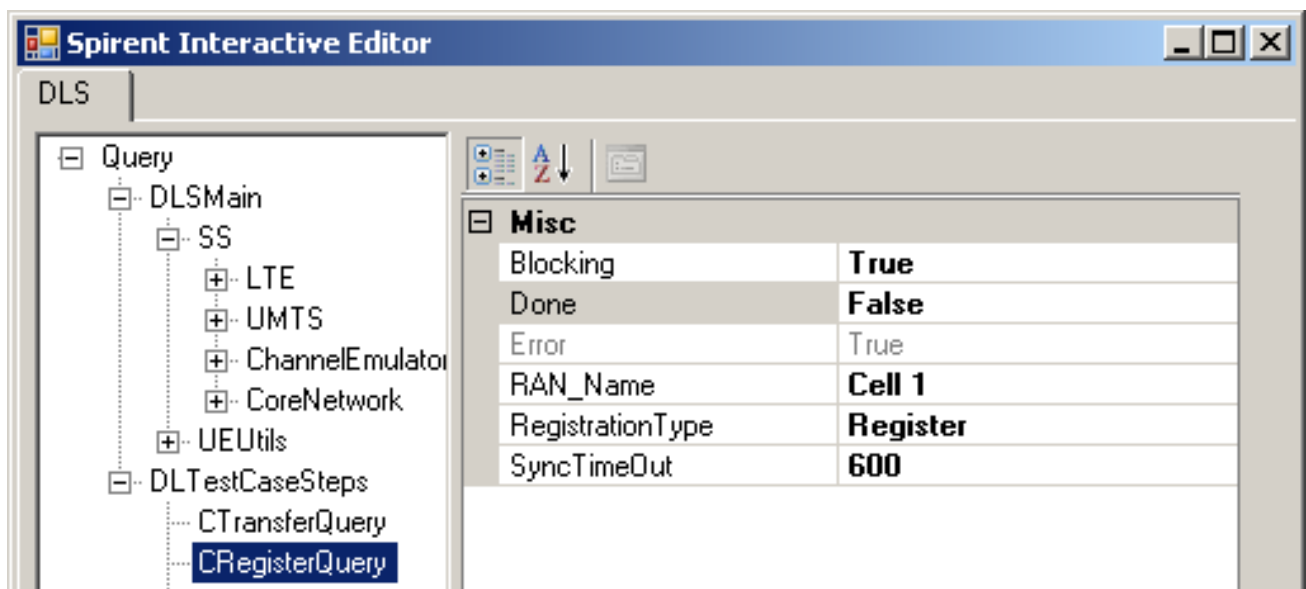 Spirent Interactive Editor
DLS
Query
DLSMain
SS
LTE
UMTS
ChannelEmulator
CoreNetwork
UEUtils
DLTestCaseSteps
CTransferQuery
CRegisterQuery
A
Z
Misc
Blocking True
Done False
Error True
RAN_Name Cell 1
RegistrationType Register
SyncTimeOut 600